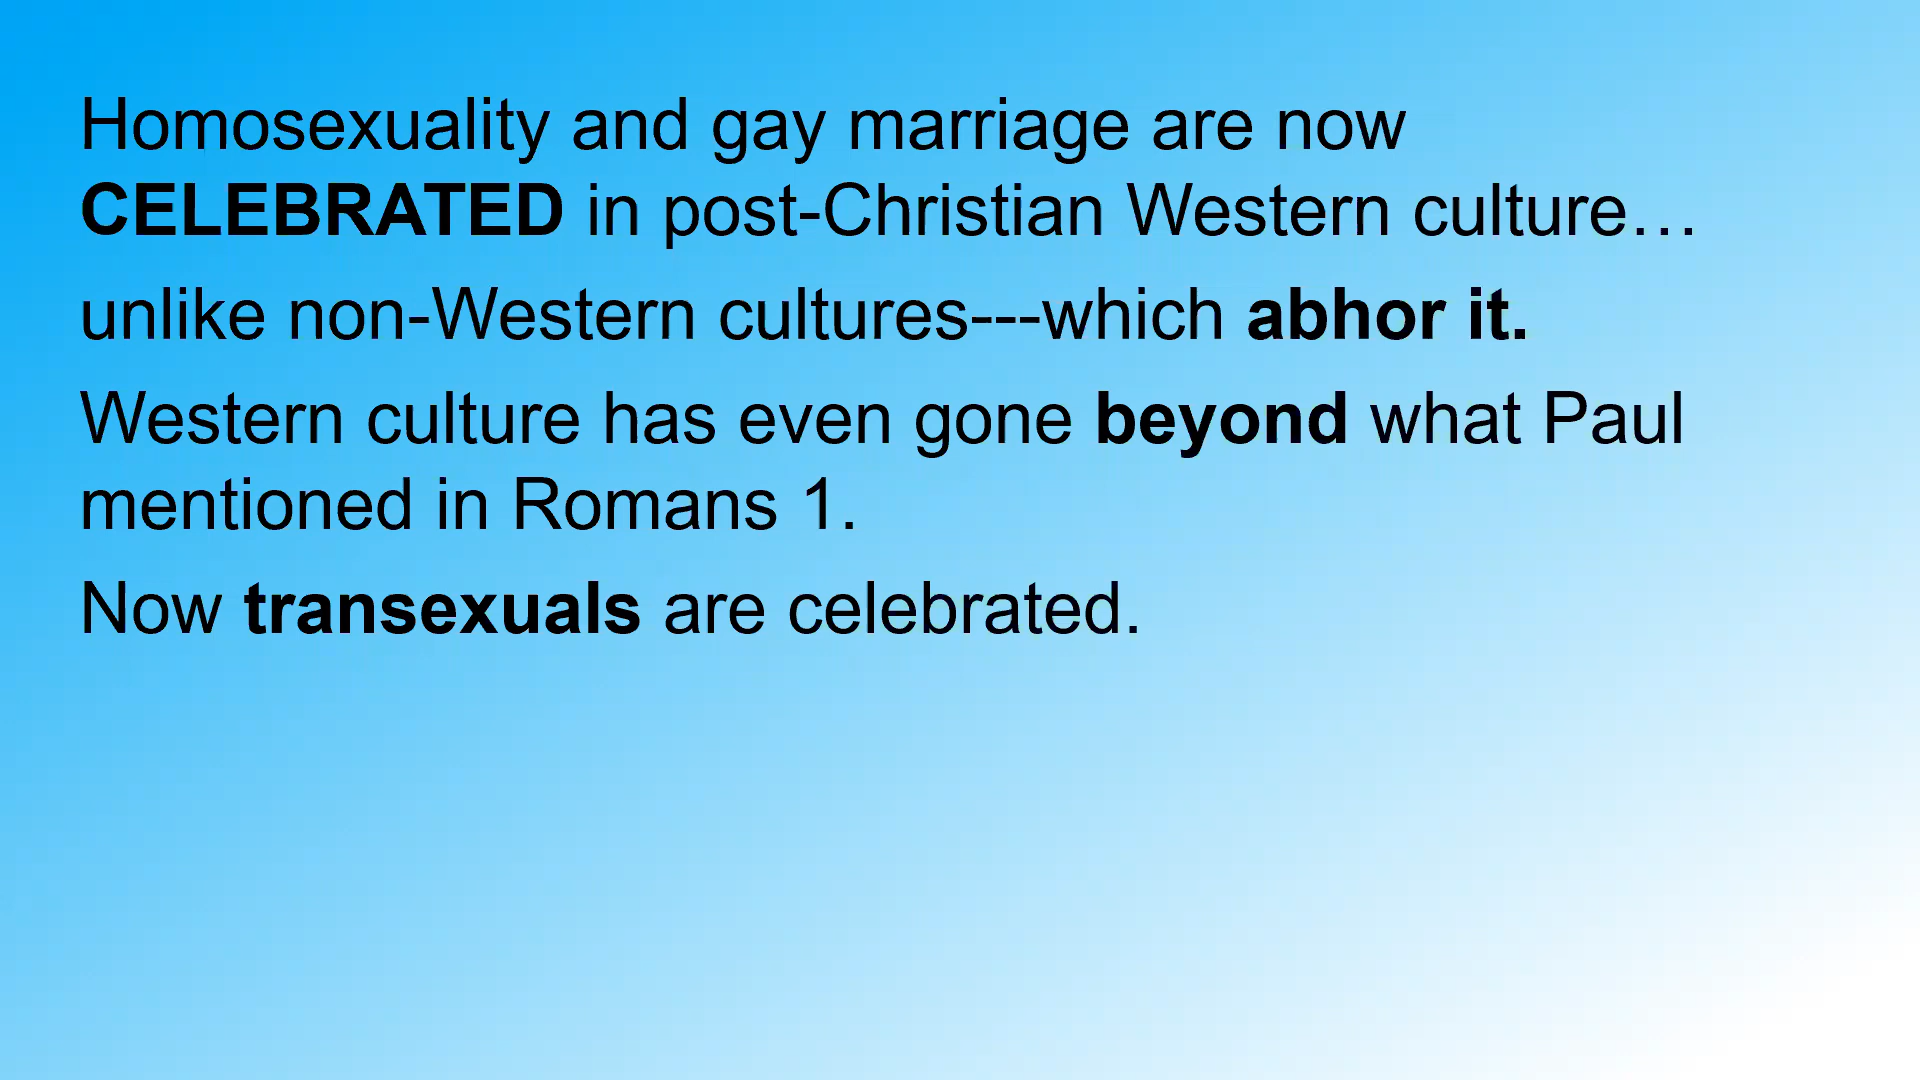 Homosexuality and gay marriage are now
CELEBRATED in post-Christian Western culture…
unlike non-Western cultures---which abhor it.
Western culture has even gone beyond what Paul
mentioned in Romans 1.
Now transexuals are celebrated.